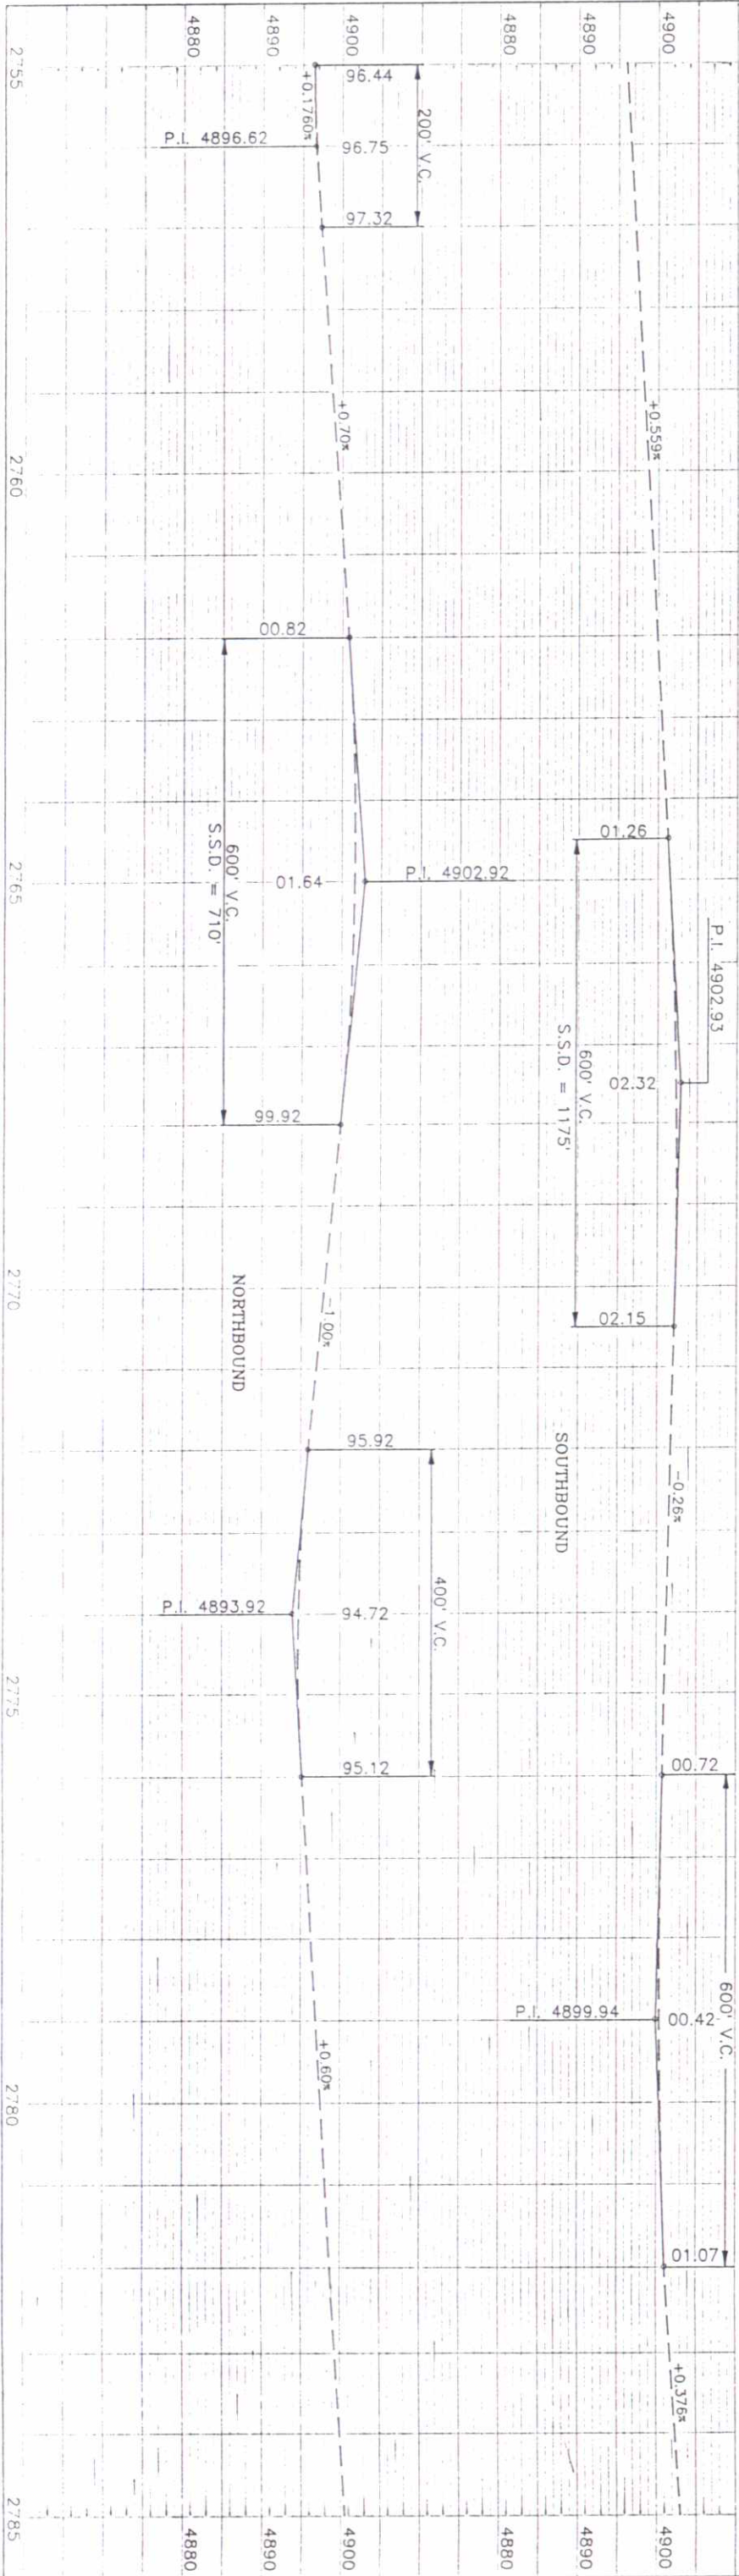 4900
4890
4880
4900
4890
4880
+0.559%
01.26
P.I. 4902.93
02.32
600' V.C.
S.S.D. = 1175'
02.15
SOUTHBOUND
-0.26%
00.72
600' V.C.
P.I. 4899.94
00.42
01.07
+0.376%
200' V.C.
96.44
+0.1760%
P.I. 4896.62
96.75
97.32
+0.70%
00.82
P.I. 4902.92
01.64
600' V.C.
S.S.D. = 710'
99.92
NORTHBOUND
-1.00%
95.92
400' V.C.
P.I. 4893.92
94.72
95.12
+0.60%
4900
4890
4880
4900
4890
4880
2755
2760
2765
2770
2775
2780
2785